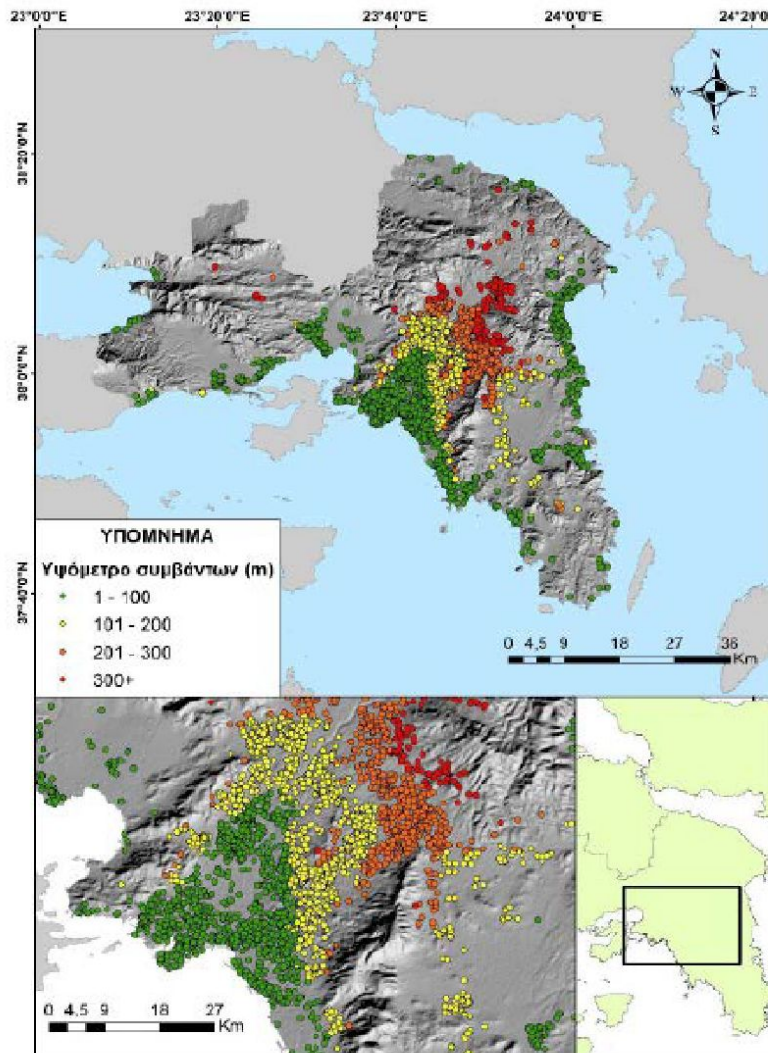 23°0'0"E 23°20'0"E 23°40'0"E 24°0'0"E 24°20'0"E
N
W E
S
38°20'0"N
38°0'0"N
37°40'0"N
ΥΠΟΜΝΗΜΑ
Υψόμετρο συμβάντων (m)
1 - 100
101 - 200
201 - 300
300+
0 4,5 9 18 27 36
Km
0 4,5 9 18 27
Km